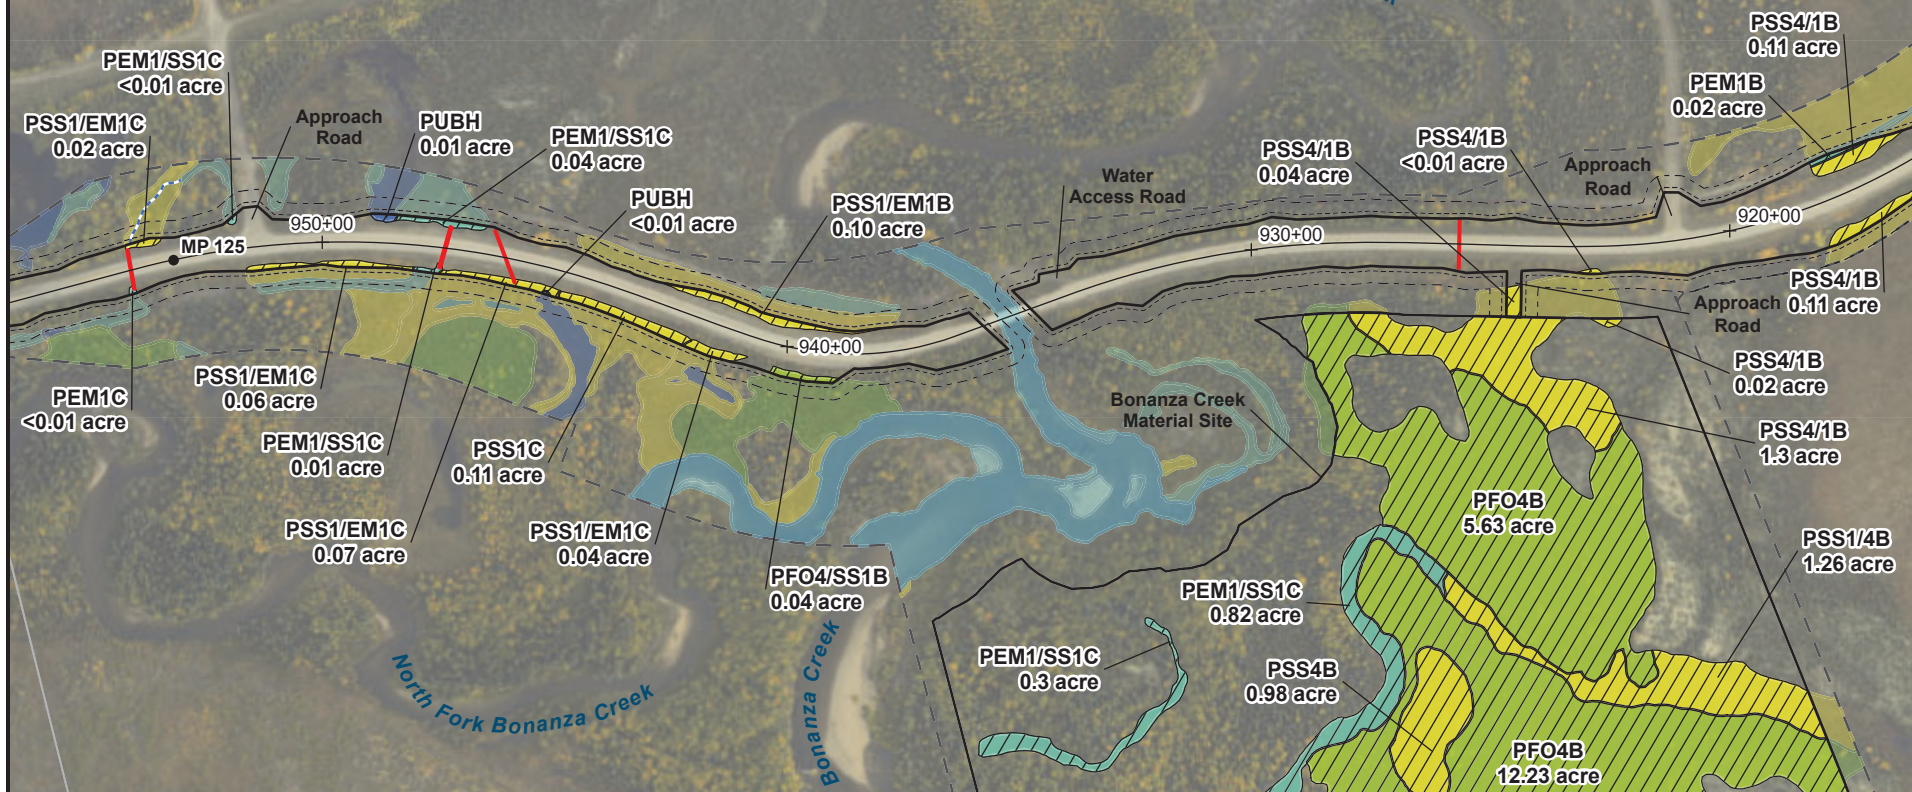 PSS4/1B
0.11 acre
PEM1/SS1C
<0.01 acre
PEM1B
0.02 acre
Approach
Road
PUBH
0.01 acre
PSS1/EM1C
0.02 acre
PEM1/SS1C
0.04 acre
PSS4/1B
<0.01 acre
PSS4/1B
0.04 acre
Approach
Road
Water
Access Road
PUBH
<0.01 acre
PSS1/EM1B
0.10 acre
950+00
920+00
930+00
MP 125
PSS4/1B
0.11 acre
Approach
Road
940+00
PSS4/1B
0.02 acre
PSS1/EM1C
0.06 acre
PEM1C
<0.01 acre
Bonanza Creek
Material Site
PSS4/1B
1.3 acre
PEM1/SS1C
0.01 acre
PSS1C
0.11 acre
PFO4B
5.63 acre
PSS1/EM1C
0.07 acre
PSS1/EM1C
0.04 acre
PSS1/4B
1.26 acre
PFO4/SS1B
0.04 acre
PEM1/SS1C
0.82 acre
PEM1/SS1C
0.3 acre
PSS4B
0.98 acre
North Fork Bonanza Creek
Bonanza Creek
PFO4B
12.23 acre